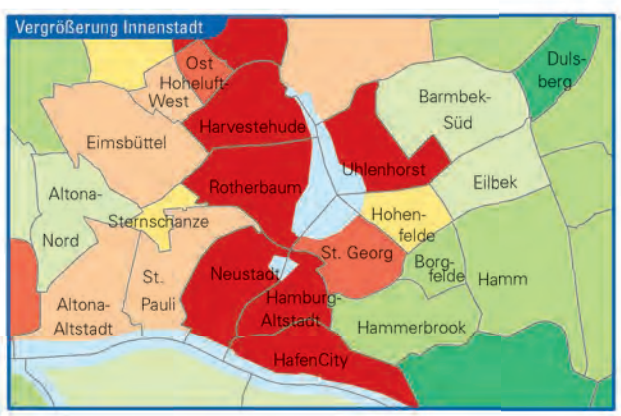 Vergrößerung Innenstadt
Ost
Hoheluft-
West
Duls-
berg
Barmbek-
Süd
Harvestehude
Eimsbüttel
Uhlenhorst
Eilbek
Altona-
Nord
Rotherbaum
Sternschanze
Hohen-
felde
St. Georg
Borg-
felde
Hamm
Neustadt
St.
Pauli
Altona-
Altstadt
Hamburg-
Altstadt
Hammerbrook
HafenCity